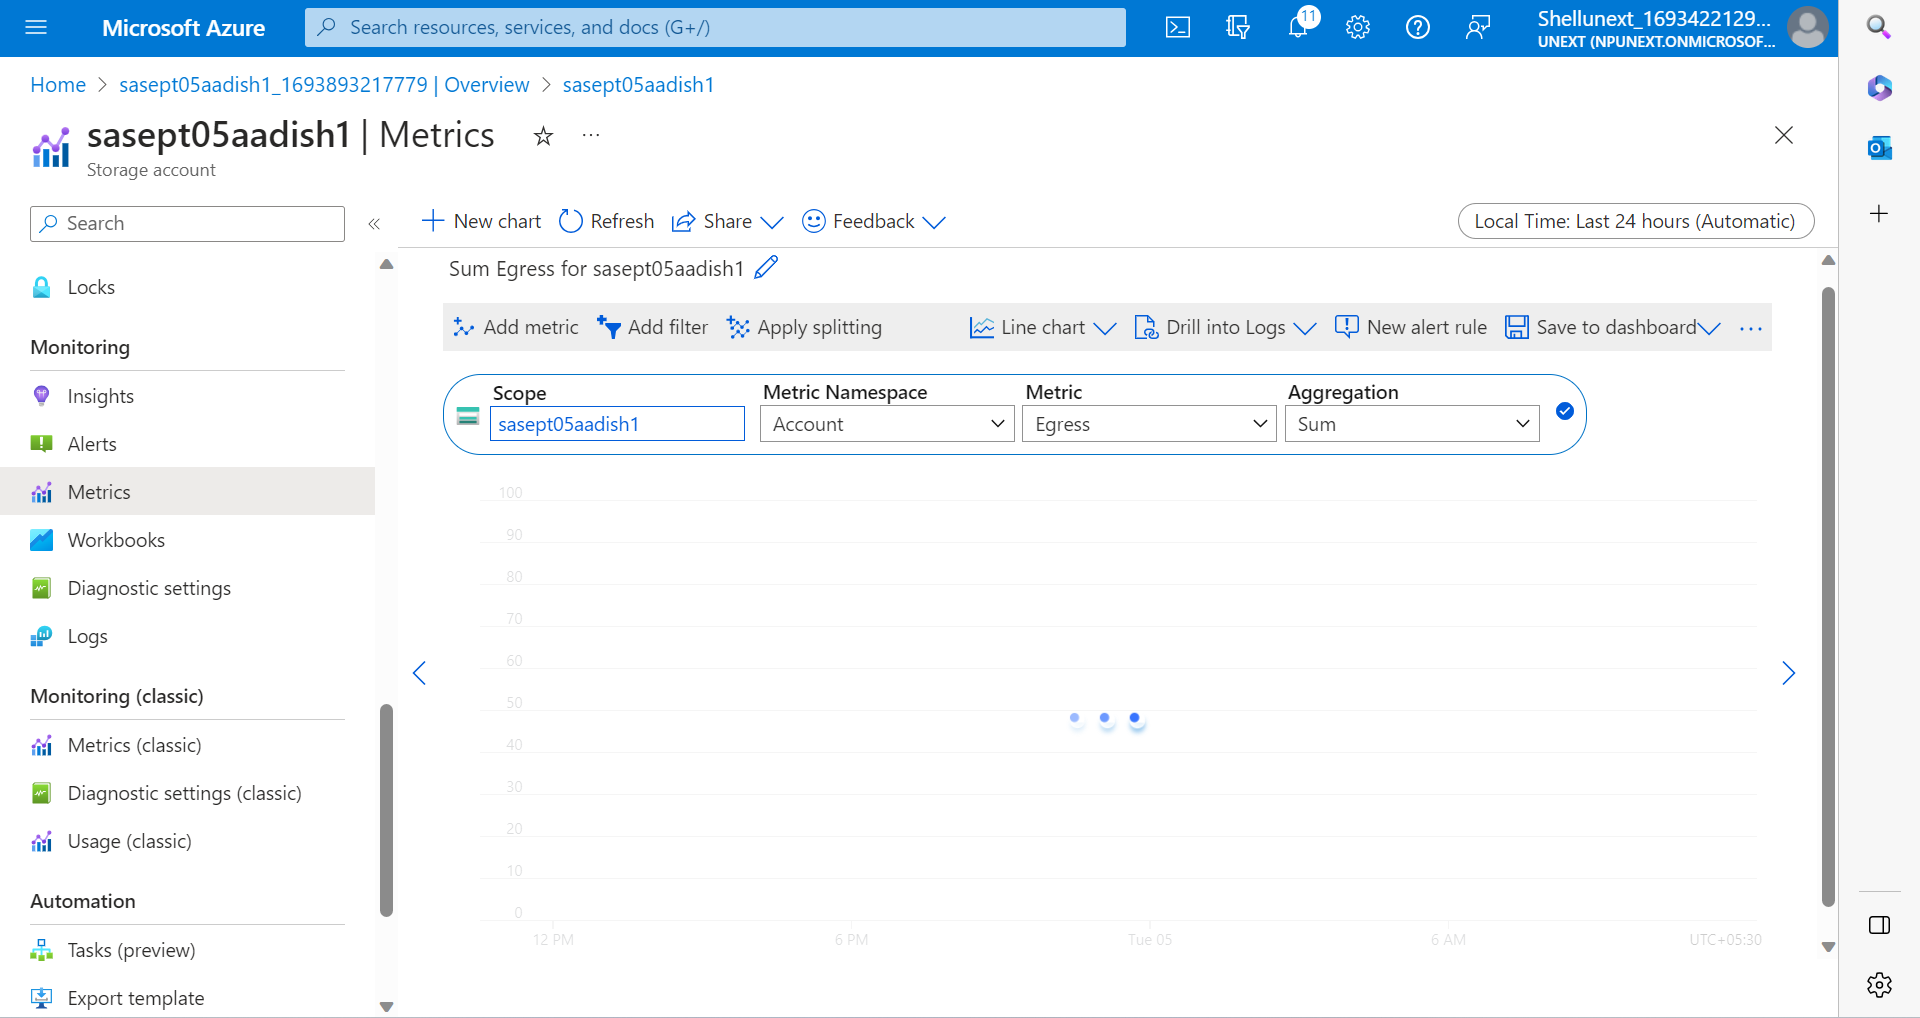 Microsoft Azure
Search resources, services, and docs (G+/)
11
Shellunext_1693422129...
UNEXT (NPUNEXT.ONMICROSOF...
Home > sasept05aadish1_1693893217779 | Overview > sasept05aadish1
sasept05aadish1 | Metrics
Storage account
Search
Locks
Monitoring
Insights
Alerts
Metrics
Workbooks
Diagnostic settings
Logs
Monitoring (classic)
Metrics (classic)
Diagnostic settings (classic)
Usage (classic)
Automation
Tasks (preview)
Export template
New chart Refresh Share Feedback
Local Time: Last 24 hours (Automatic)
Sum Egress for sasept05aadish1
Add metric Add filter Apply splitting Line chart Drill into Logs New alert rule Save to dashboard ...
Scope Metric Namespace Metric Aggregation
sasept05aadish1 Account Egress Sum
100
90
80
70
60
50
40
30
20
10
0
12 PM 6 PM Tue 05 6 AM UTC+05:30